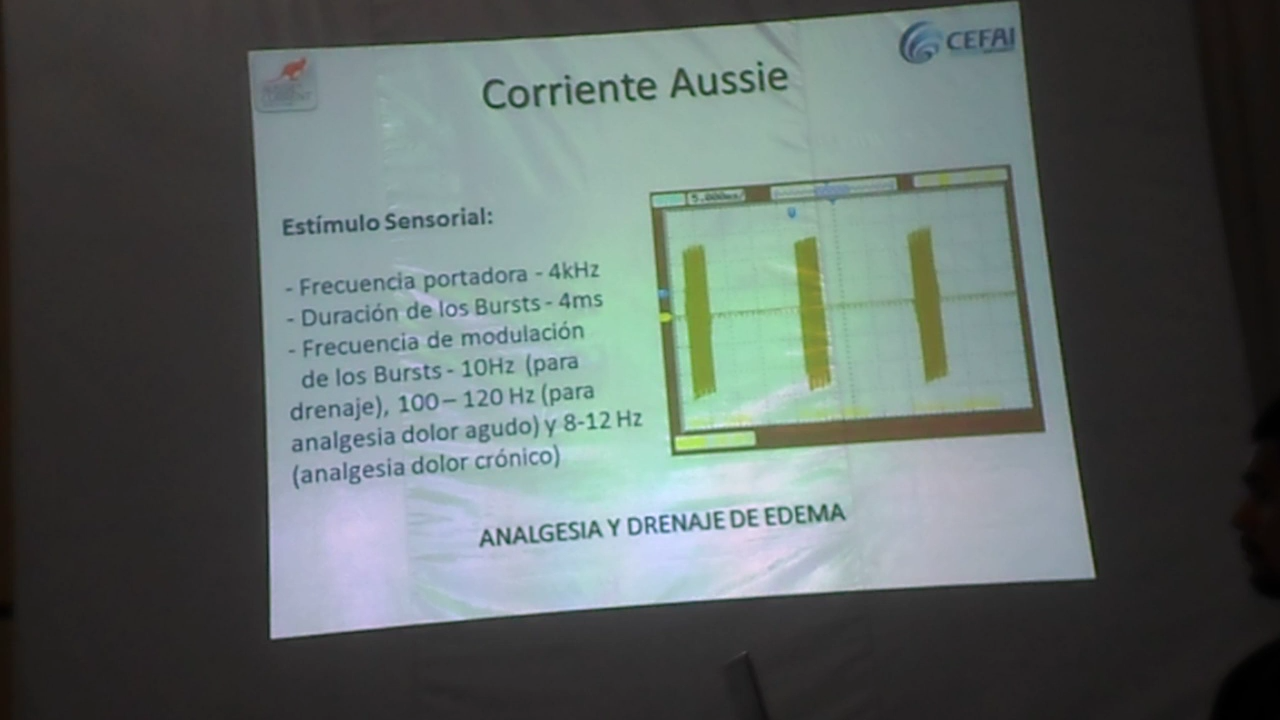 CEFAI
Corriente Aussie
Estímulo Sensorial:
- Frecuencia portadora - 4kHz
- Duración de los Bursts - 4ms
- Frecuencia de modulación
de los Bursts - 10Hz (para
drenaje), 100 – 120 Hz (para
analgesia dolor agudo) y 8-12 Hz
(analgesia dolor crónico)
ANALGESIA Y DRENAJE DE EDEMA